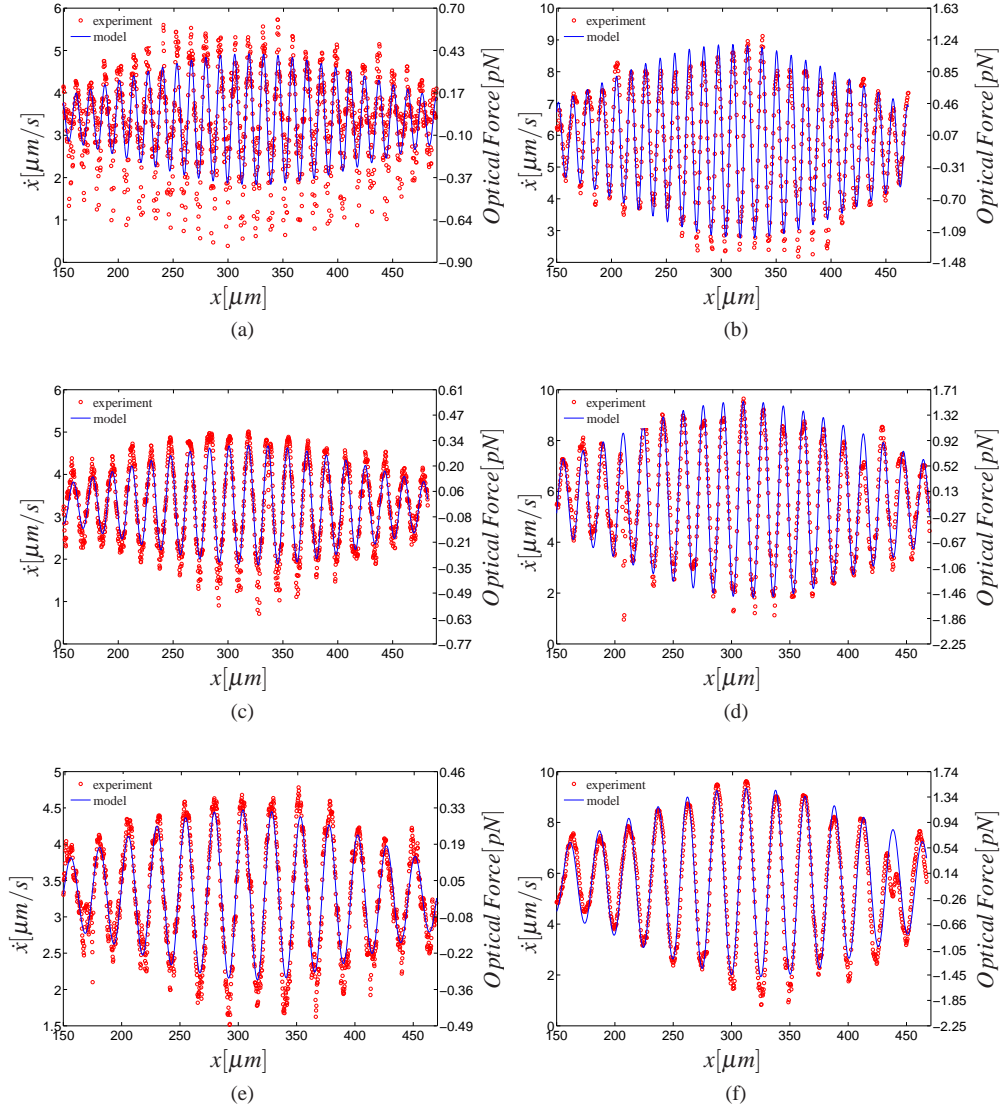 6
5
4
3
2
1
0
0.70
0.43
0.17
−0.10
−0.37
−0.64
−0.90
experiment
model
ẋ[μm/s]
Optical Force[pN]
150 200 250 300 350 400 450
x[μm]
(a)
10
9
8
7
6
5
4
3
2
1.63
1.24
0.85
0.46
0.07
−0.31
−0.70
−1.09
−1.48
experiment
model
ẋ[μm/s]
Optical Force[pN]
150 200 250 300 350 400 450
x[μm]
(b)
6
5
4
3
2
1
0
0.61
0.47
0.34
0.20
0.06
−0.08
−0.21
−0.35
−0.49
−0.63
−0.77
experiment
model
ẋ[μm/s]
Optical Force[pN]
150 200 250 300 350 400 450
x[μm]
(c)
10
8
6
4
2
0
1.71
1.32
0.92
0.52
0.13
−0.27
−0.67
−1.06
−1.46
−1.86
−2.25
experiment
model
ẋ[μm/s]
Optical Force[pN]
150 200 250 300 350 400 450
x[μm]
(d)
5
4.5
4
3.5
3
2.5
2
1.5
0.46
0.33
0.19
0.05
−0.08
−0.22
−0.36
−0.49
experiment
model
ẋ[μm/s]
Optical Force[pN]
150 200 250 300 350 400 450
x[μm]
(e)
10
8
6
4
2
0
1.74
1.34
0.94
0.54
0.14
−0.26
−0.66
−1.05
−1.45
−1.85
−2.25
experiment
model
ẋ[μm/s]
Optical Force[pN]
150 200 250 300 350 400 450
x[μm]
(f)